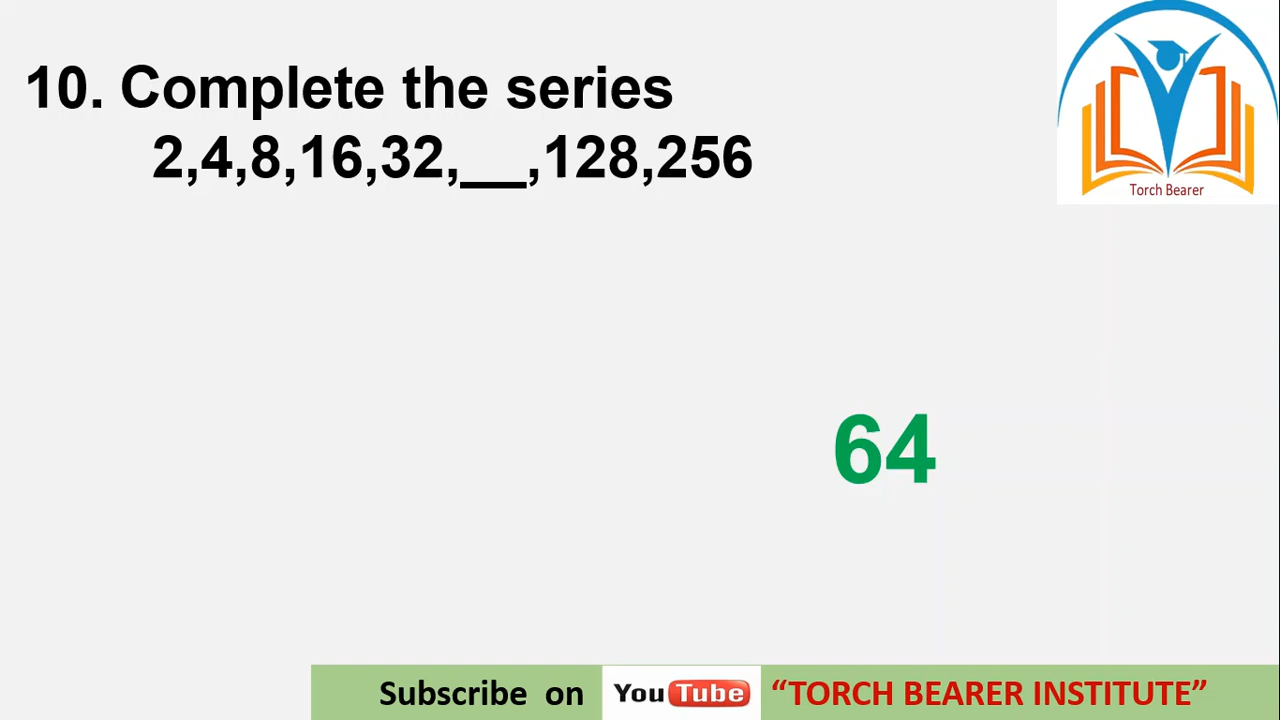 10. Complete the series
2,4,8,16,32,__,128,256
Torch Bearer
64
Subscribe on YouTube “TORCH BEARER INSTITUTE”